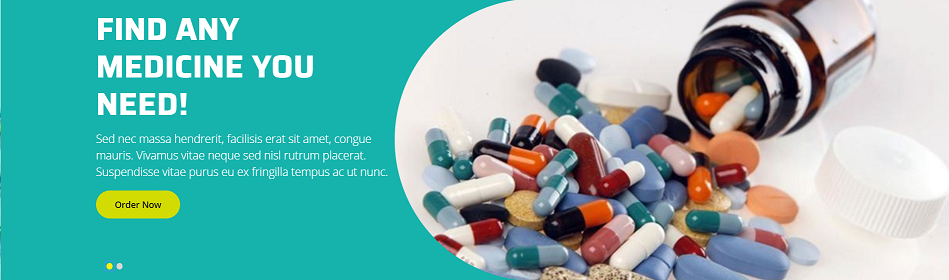 FIND ANY
MEDICINE YOU
NEED!
Sed nec massa hendrerit, facilisis erat sit amet, congue
mauris. Vivamus vitae neque sed nisl rutrum placerat.
Suspendisse vitae purus eu ex fringilla tempus ac ut nunc.
Order Now